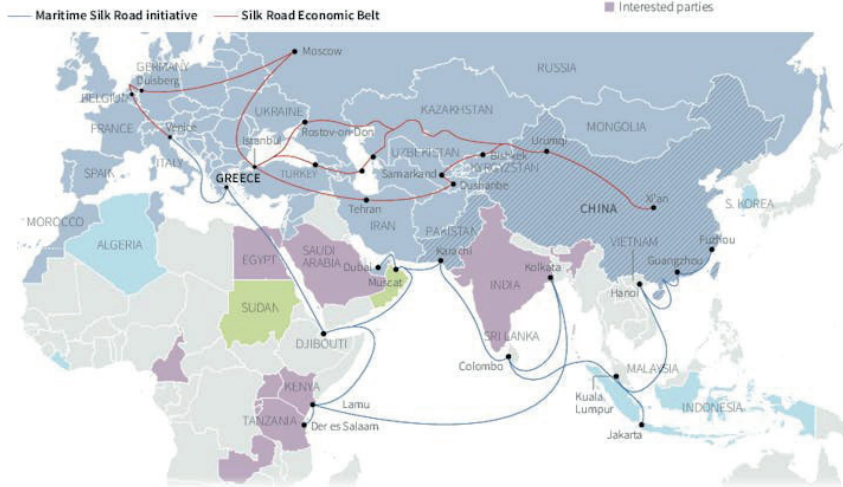 Maritime Silk Road initiative
Silk Road Economic Belt
Interested parties
Moscow
RUSSIA
GERMANY
Duisberg
BELGIUM
UKRAINE
KAZAKHSTAN
FRANCE
Venice
Rostov-on-Don
MONGOLIA
Istanbul
Urumqi
ITALY
UZBEKISTAN
Bishkek
SPAIN
GREECE
TURKEY
Samarkand
KYRGYZSTAN
Dushanbe
Xi'an
Tehran
CHINA
S. KOREA
MOROCCO
IRAN
PAKISTAN
ALGERIA
EGYPT
SAUDI
ARABIA
Dubai
Karachi
VIETNAM
Fuzhou
Guangzhou
Muscat
Kolkata
INDIA
Hanoi
SUDAN
SRI LANKA
DJIBOUTI
Colombo
MALAYSIA
KENYA
Lamu
Kuala
Lumpur
INDONESIA
TANZANIA
Der es Salaam
Jakarta